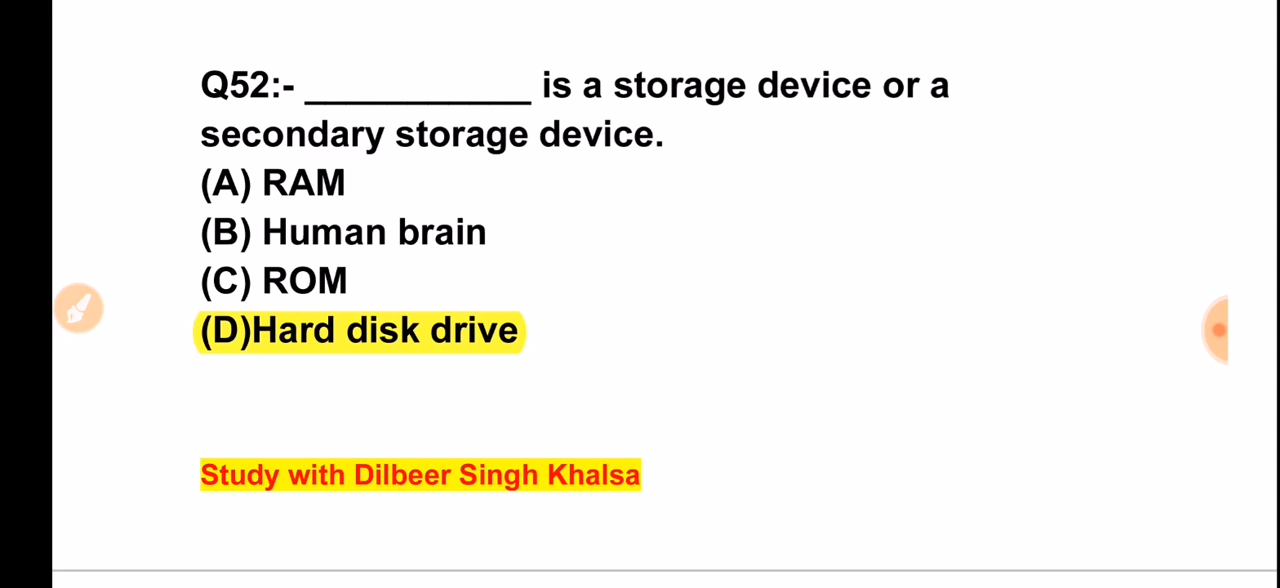 Q52:- ___________ is a storage device or a
secondary storage device.
(A) RAM
(B) Human brain
(C) ROM
(D)Hard disk drive
Study with Dilbeer Singh Khalsa